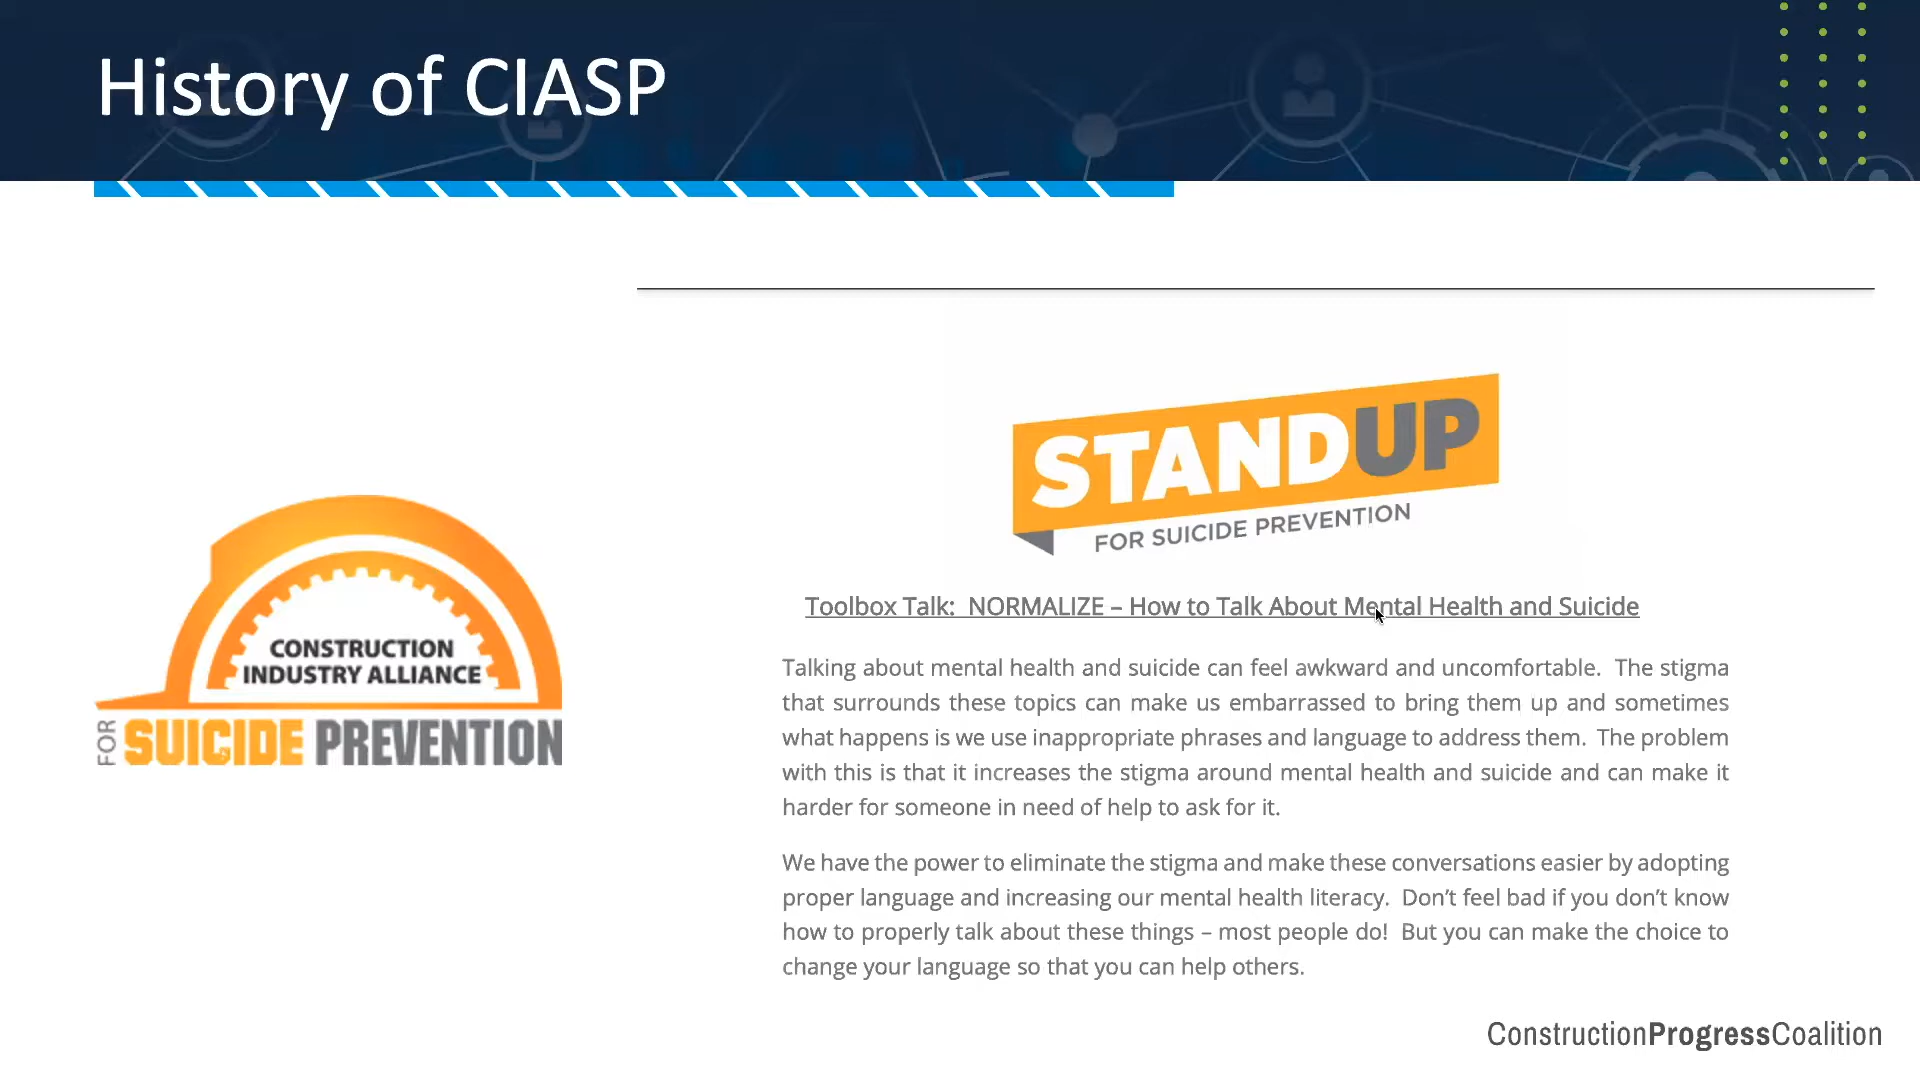 History of CIASP
CONSTRUCTION
INDUSTRY ALLIANCE
FOR SUICIDE PREVENTION
STANDUP
FOR SUICIDE PREVENTION
Toolbox Talk:  NORMALIZE – How to Talk About Mental Health and Suicide
Talking about mental health and suicide can feel awkward and uncomfortable.  The stigma
that surrounds these topics can make us embarrassed to bring them up and sometimes
what happens is we use inappropriate phrases and language to address them.  The problem
with this is that it increases the stigma around mental health and suicide and can make it
harder for someone in need of help to ask for it.
We have the power to eliminate the stigma and make these conversations easier by adopting
proper language and increasing our mental health literacy.  Don’t feel bad if you don’t know
how to properly talk about these things – most people do!  But you can make the choice to
change your language so that you can help others.
ConstructionProgressCoalition